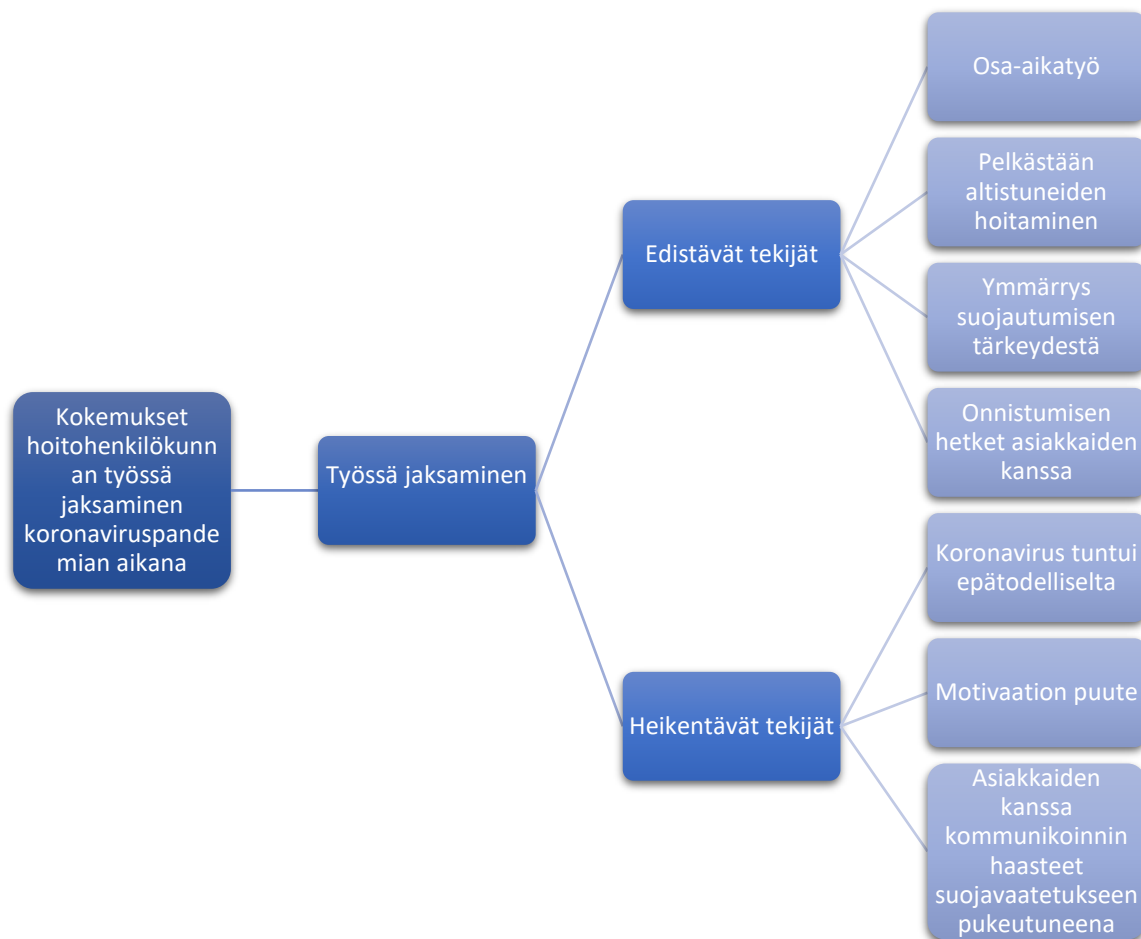 Kokemukset
hoitohenkilökunn
an työssä
jaksaminen
koronaviruspande
mian aikana
Työssä jaksaminen
Edistävät tekijät
Osa-aikatyö
Pelkästään
altistuneiden
hoitaminen
Ymmärrys
suojautumisen
tärkeydestä
Onnistumisen
hetket asiakkaiden
kanssa
Heikentävät tekijät
Koronavirus tuntui
epätodelliselta
Motivaation puute
Asiakkaiden
kanssa
kommunikoinnin
haasteet
suojavaatetukseen
pukeutuneena